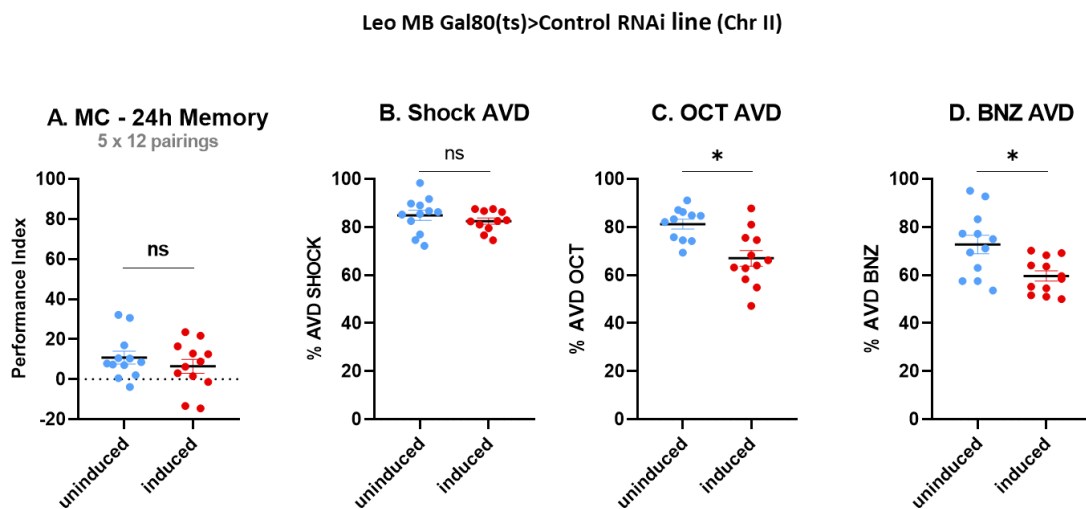 Leo MB Gal80(ts)>Control RNAi line (Chr II)
A. MC - 24h Memory
5 x 12 pairings
Performance Index
100
80
60
40
20
0
-20
ns
uninduced
induced
B. Shock AVD
% AVD SHOCK
100
80
60
40
20
0
ns
uninduced
induced
C. OCT AVD
% AVD OCT
100
80
60
40
20
0
*
uninduced
induced
D. BNZ AVD
% AVD BNZ
100
80
60
40
20
0
*
uninduced
induced